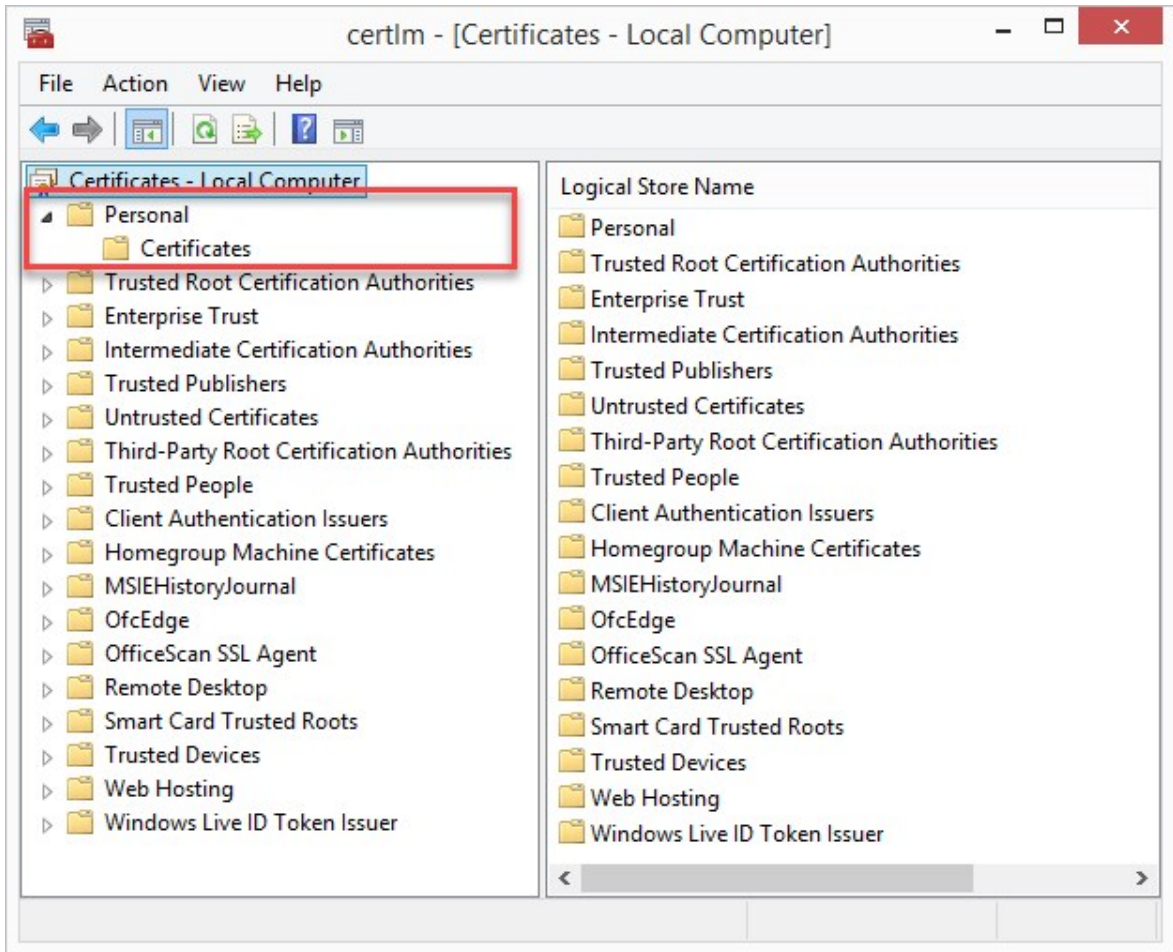 certlm - [Certificates - Local Computer]
File Action View Help
Certificates - Local Computer
Personal
Certificates
Trusted Root Certification Authorities
Enterprise Trust
Intermediate Certification Authorities
Trusted Publishers
Untrusted Certificates
Third-Party Root Certification Authorities
Trusted People
Client Authentication Issuers
Homegroup Machine Certificates
MSIEHistoryJournal
OfcEdge
OfficeScan SSL Agent
Remote Desktop
Smart Card Trusted Roots
Trusted Devices
Web Hosting
Windows Live ID Token Issuer
Logical Store Name
Personal
Trusted Root Certification Authorities
Enterprise Trust
Intermediate Certification Authorities
Trusted Publishers
Untrusted Certificates
Third-Party Root Certification Authorities
Trusted People
Client Authentication Issuers
Homegroup Machine Certificates
MSIEHistoryJournal
OfcEdge
OfficeScan SSL Agent
Remote Desktop
Smart Card Trusted Roots
Trusted Devices
Web Hosting
Windows Live ID Token Issuer